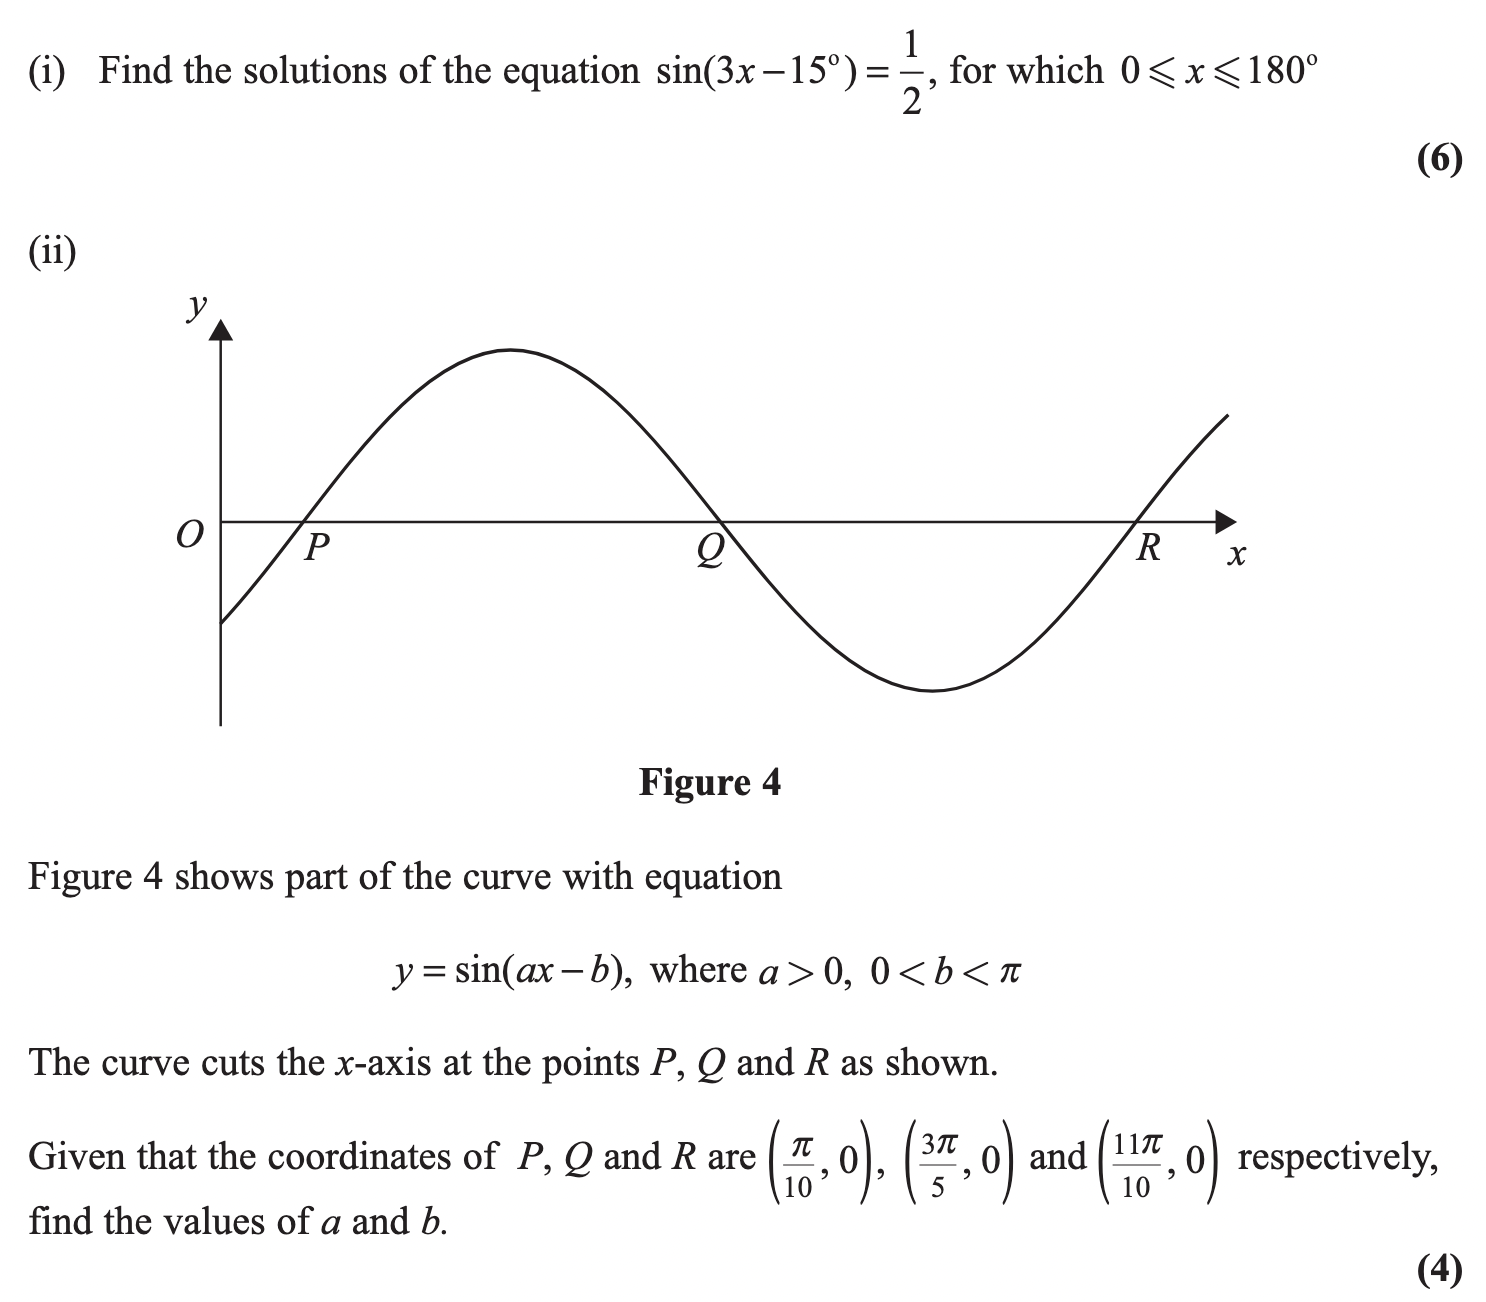 (i) Find the solutions of the equation sin(3x – 15°) = 1/2, for which 0 ⩽ x ⩽ 180°
(6)
(ii)
y
O
P
Q
R
x
Figure 4
Figure 4 shows part of the curve with equation
y = sin(ax – b), where a > 0, 0 < b < π
The curve cuts the x-axis at the points P, Q and R as shown.
Given that the coordinates of P, Q and R are (π/10, 0), (3π/5, 0) and (11π/10, 0) respectively,
find the values of a and b.
(4)